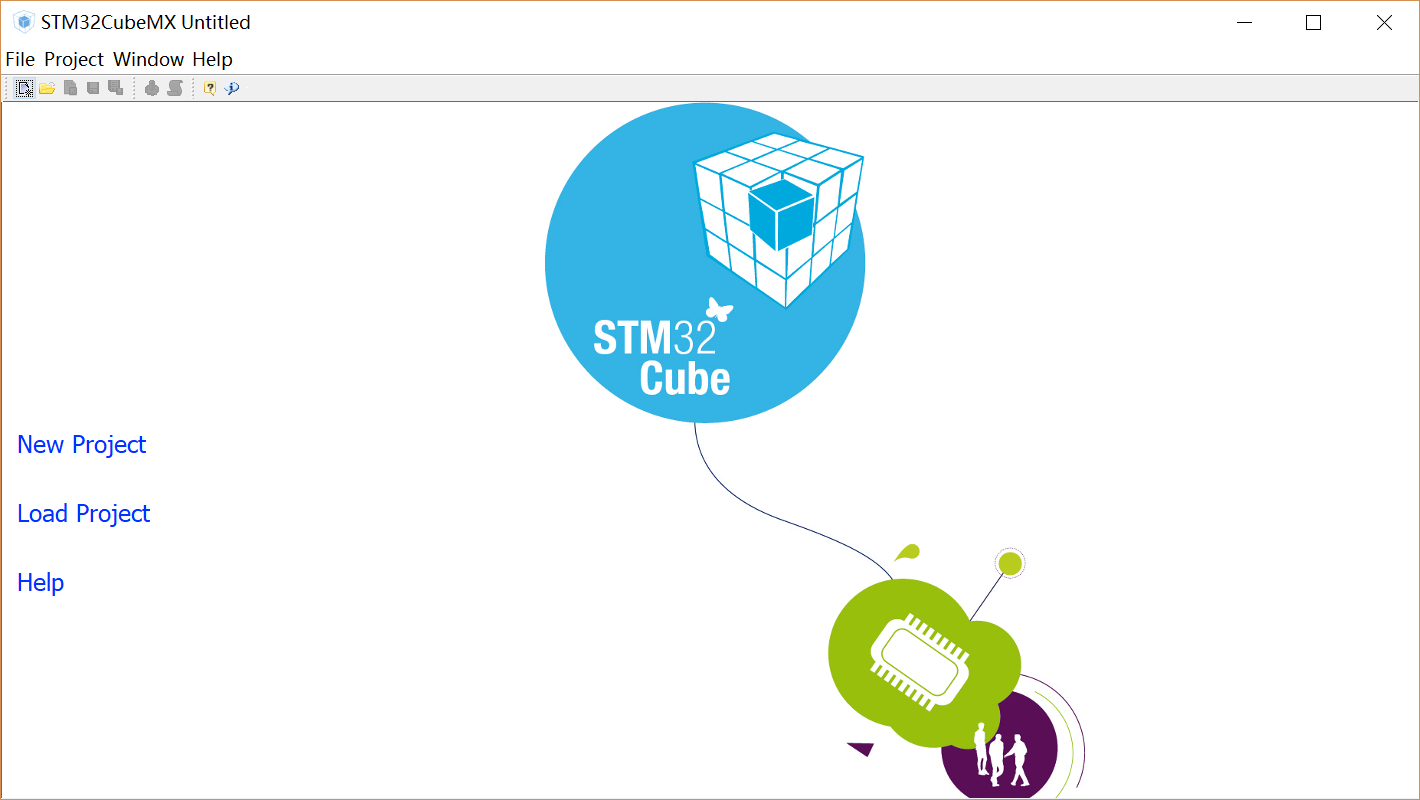 STM32CubeMX Untitled
File Project Window Help
STM32
Cube
New Project
Load Project
Help